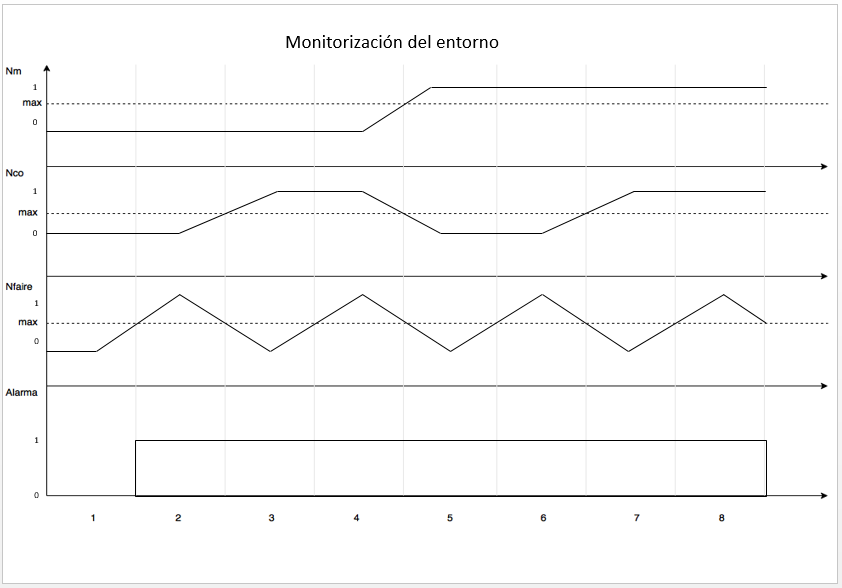 Monitorización del entorno
Nm
1
max
0
Nco
1
max
0
Nfaire
1
max
0
Alarma
1
0
1 2 3 4 5 6 7 8